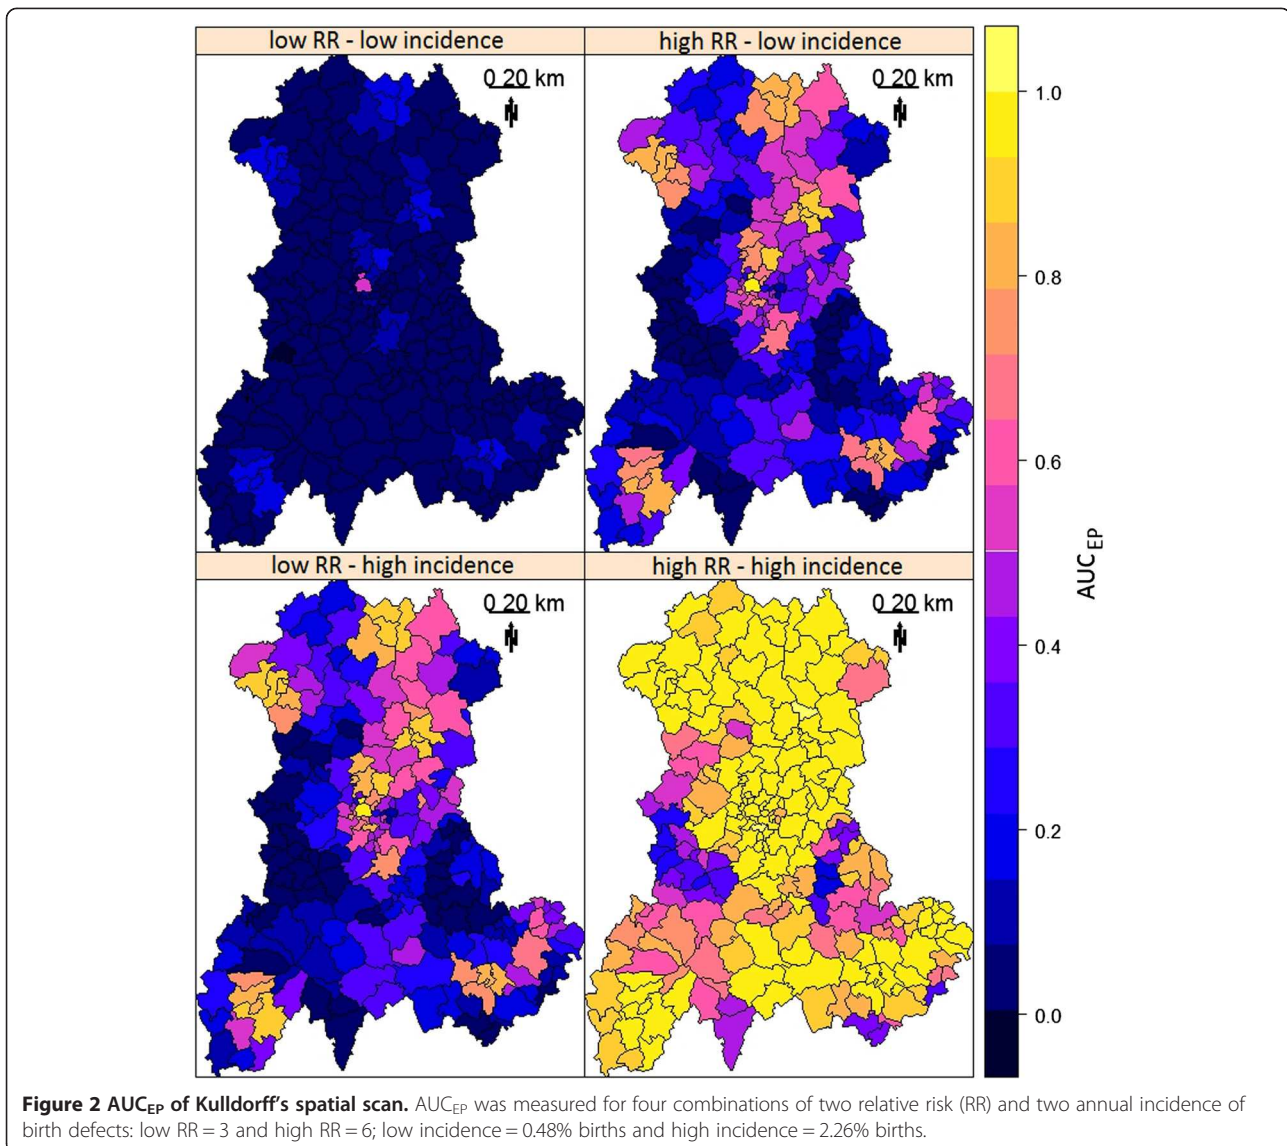 low RR - low incidence
high RR - low incidence
0 20 km
N
0 20 km
N
low RR - high incidence
high RR - high incidence
0 20 km
N
0 20 km
N
1.0
0.8
0.6
0.4
0.2
0.0
AUC_EP
Figure 2 AUC_EP of Kulldorff's spatial scan. AUC_EP was measured for four combinations of two relative risk (RR) and two annual incidence of
birth defects: low RR = 3 and high RR = 6; low incidence = 0.48% births and high incidence = 2.26% births.